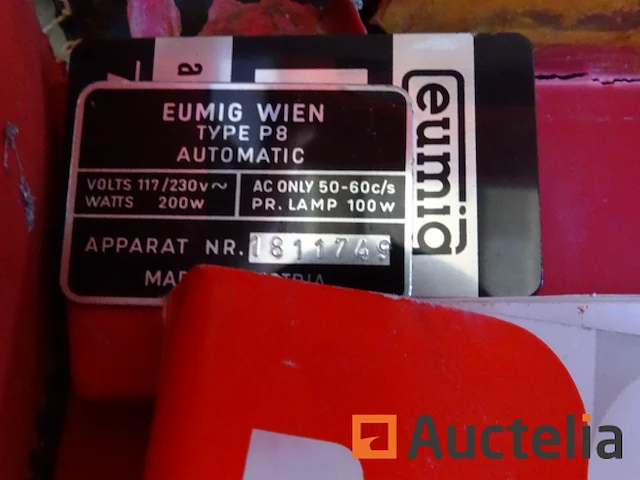 a
eumig
EUMIG WIEN
TYPE P8
AUTOMATIC
VOLTS 117/230V~
WATTS 200W
AC ONLY 50-60c/s
PR. LAMP 100W
APPARAT NR. 1811749
Auctelia